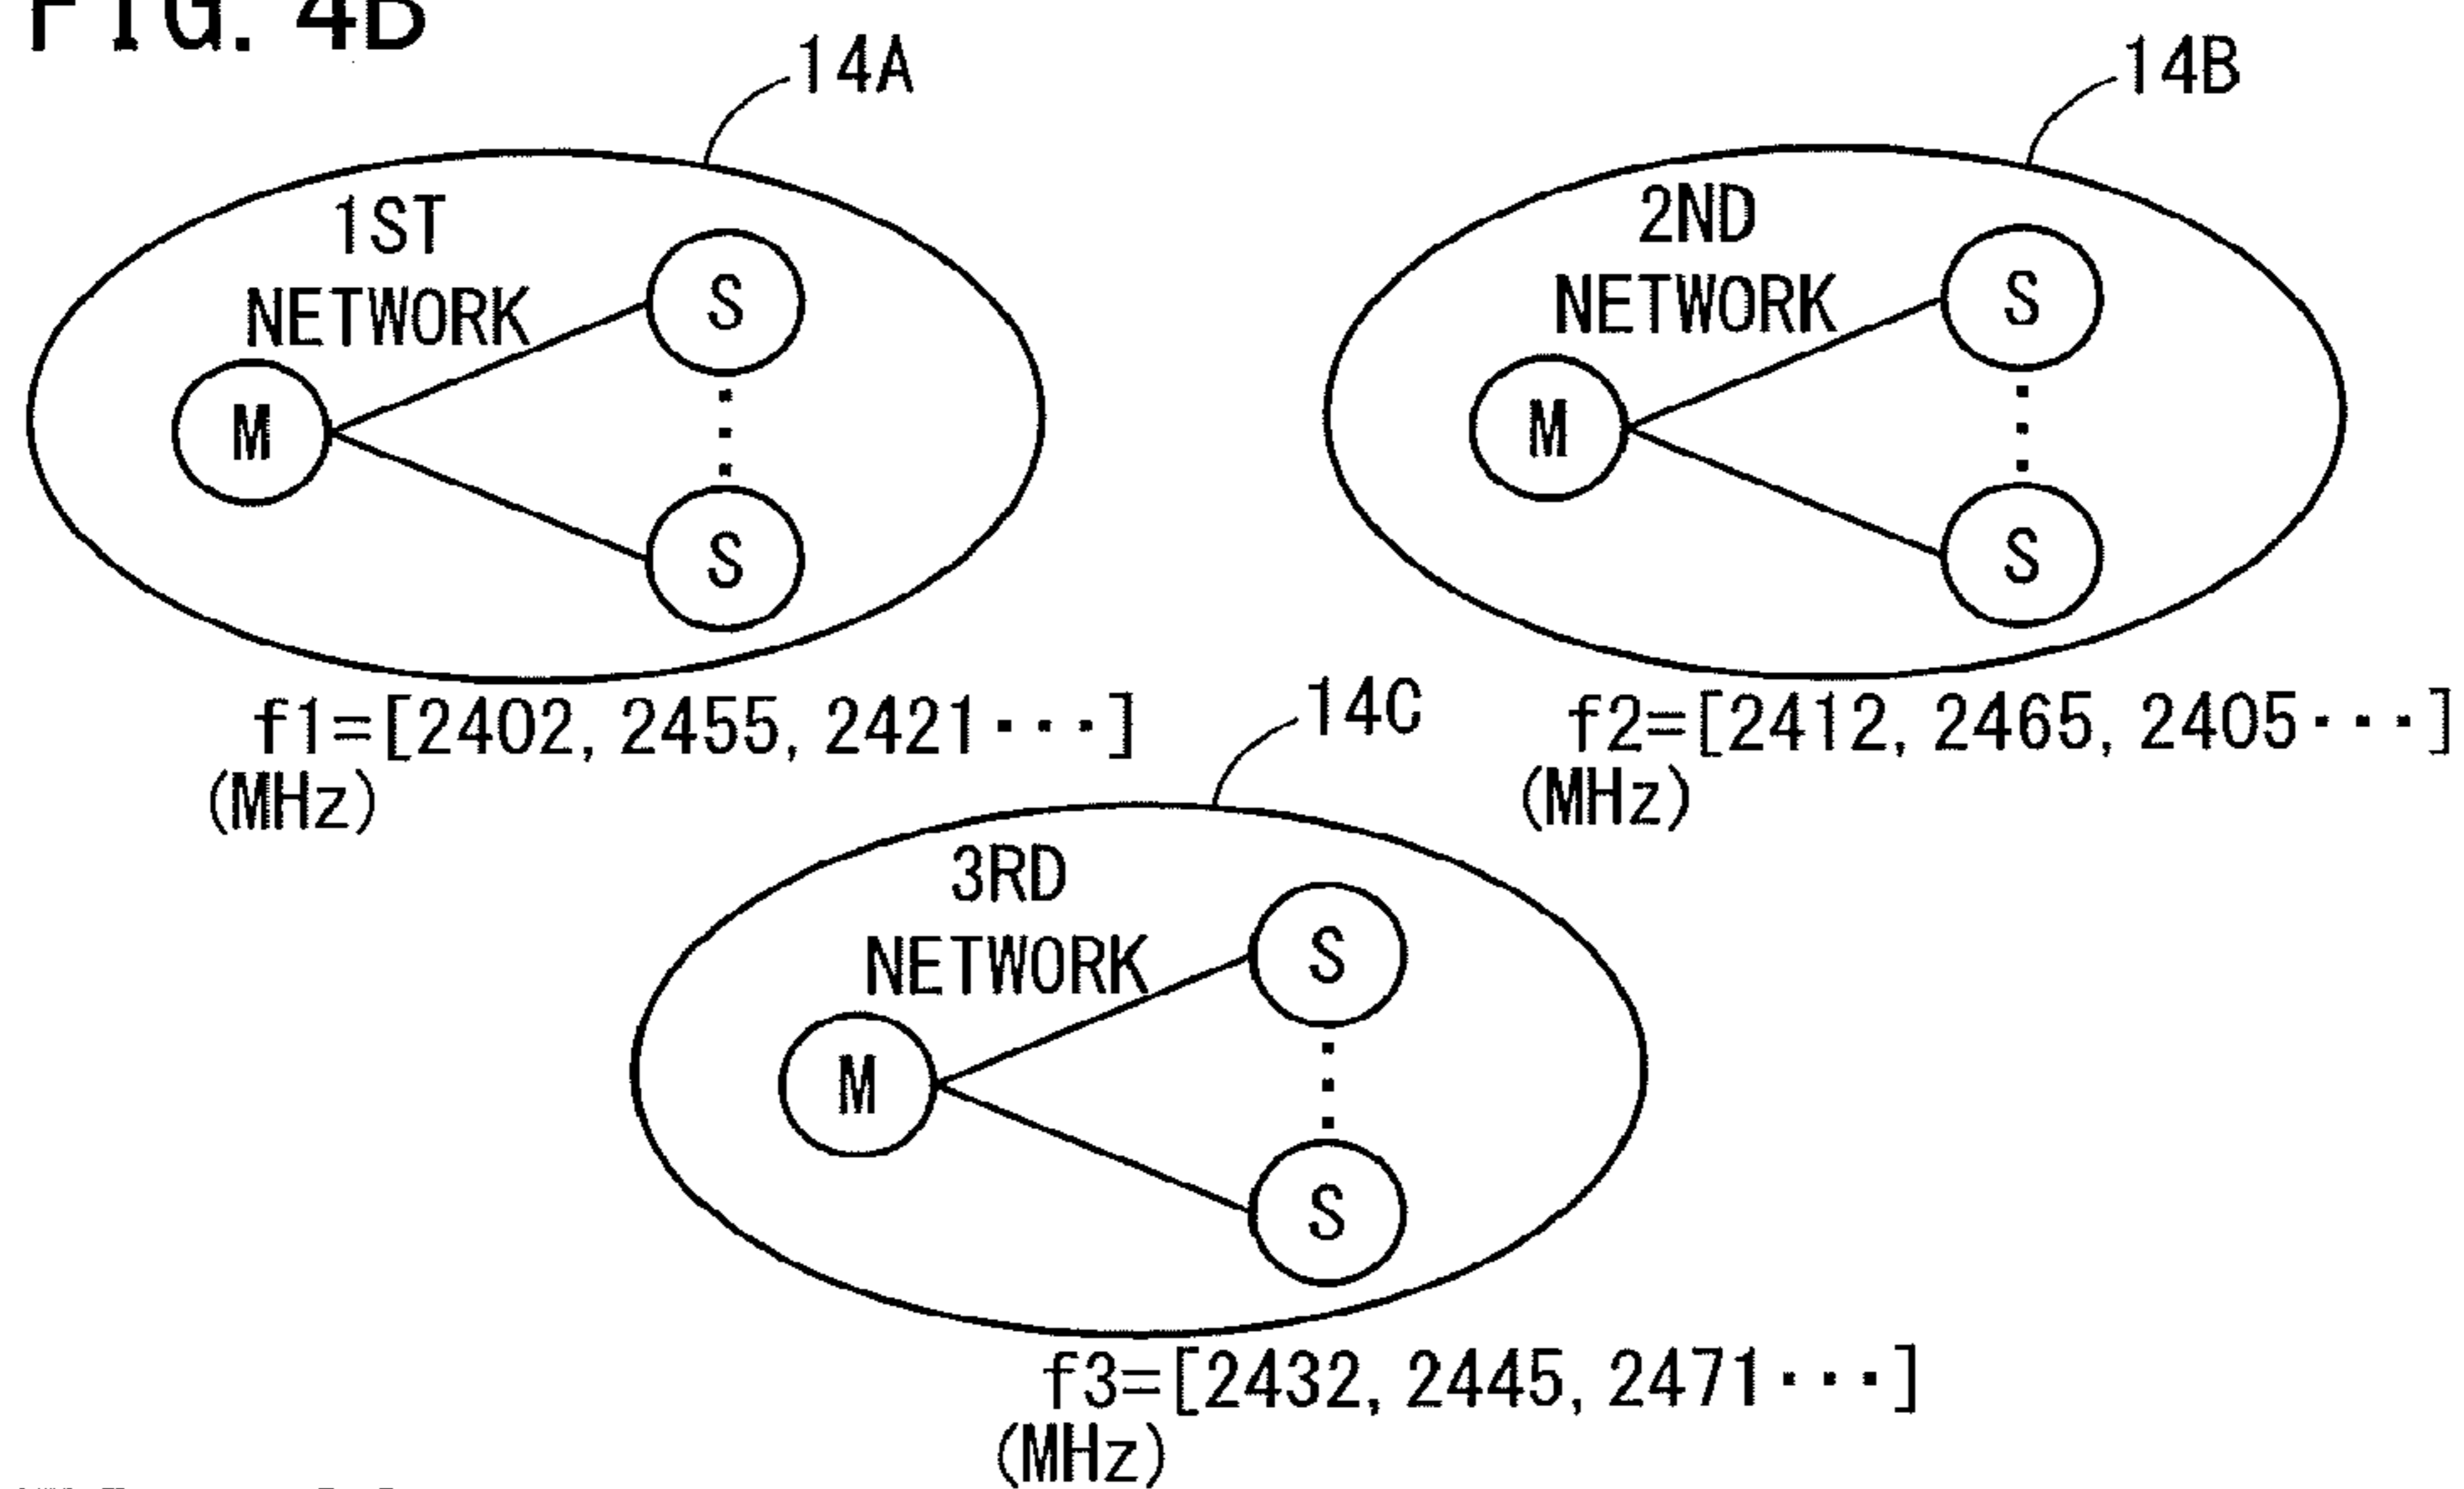 FIG. 4B
14A
1ST
NETWORK
M
S
S
f1=[2402, 2455, 2421···]
(MHz)
14B
2ND
NETWORK
M
S
S
f2=[2412, 2465, 2405···]
(MHz)
14C
3RD
NETWORK
M
S
S
f3=[2432, 2445, 2471···]
(MHz)